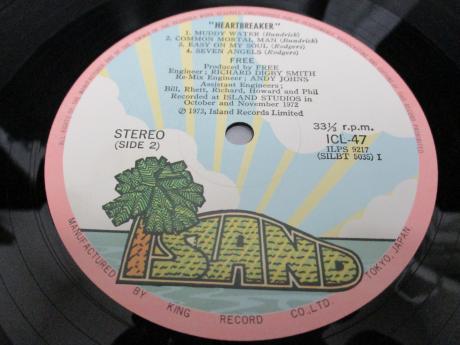 "HEARTBREAKER"
1. MUDDY WATER (Bundrick)
2. COMMON MORTAL MAN (Bundrick)
3. EASY ON MY SOUL (Rodgers)
4. SEVEN ANGELS (Rodgers)
FREE
Produced by FREE
Engineer; RICHARD DIGBY SMITH
Re-Mix Engineer; ANDY JOHNS
Assistant Engineers;
Bill, Rhett, Richard, Howard and Phil
Recorded at ISLAND STUDIOS in
October and November 1972
℗ 1973, Island Records Limited
STEREO
(SIDE 2)
33⅓ r.p.m.
ICL-47
ILPS 9217
(SILBT 5035) I
ISLAND
MANUFACTURED BY KING RECORD CO., LTD. TOKYO, JAPAN